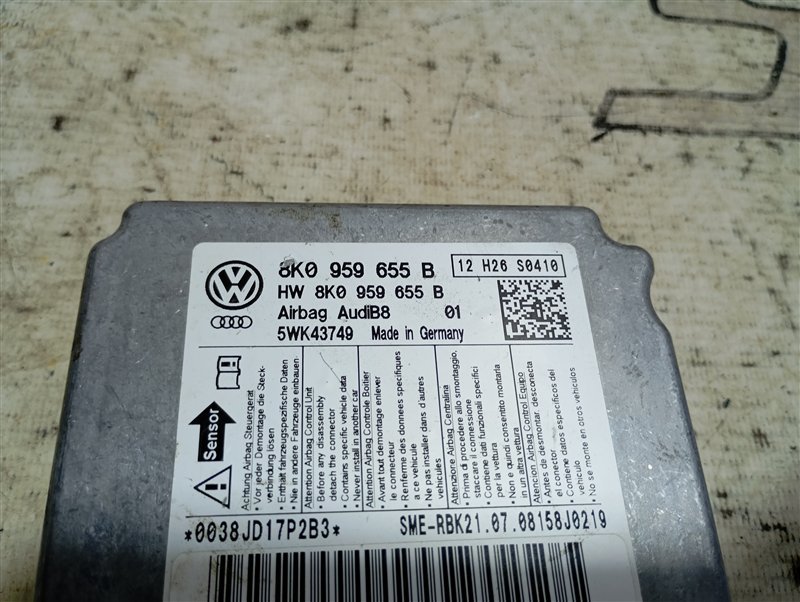 8K0 959 655 B
12 H26 S0410
HW 8K0 959 655 B
Airbag AudiB8 01
5WK43749 Made in Germany
Sensor
Achtung Airbag Steuergerät
• Vor jeder Demontage die Steck-
verbindung lösen
• Enthält fahrzeugspezifische Daten
• Nie in andere Fahrzeuge einbauen
Attention Airbag Control Unit
• Before any disassembly
detach the connector
• Contains specific vehicle data
• Never install in another car
Attention Airbag Controle Boitier
• Avant tout demontage enlever
le connecteur
• Renferme des donnees specifiques
a ce vehicule
• Ne pas installer dans d'autres
vehicules
Attenzione Airbag Centralina
• Prima di procedere allo smontaggio,
staccare il connessione
• Contiene dati funzionali specifici
per la vettura
• Non e quindi consentito montarla
in un altra vettura
Atencion Airbag Control Equipo
• Antes de desmontar, desconecta
el conector
• Contiene datos especificos del
vehiculo
• No se monte en otros vehiculos
*0038JD17P2B3*
SME-RBK21.07.08158J0219